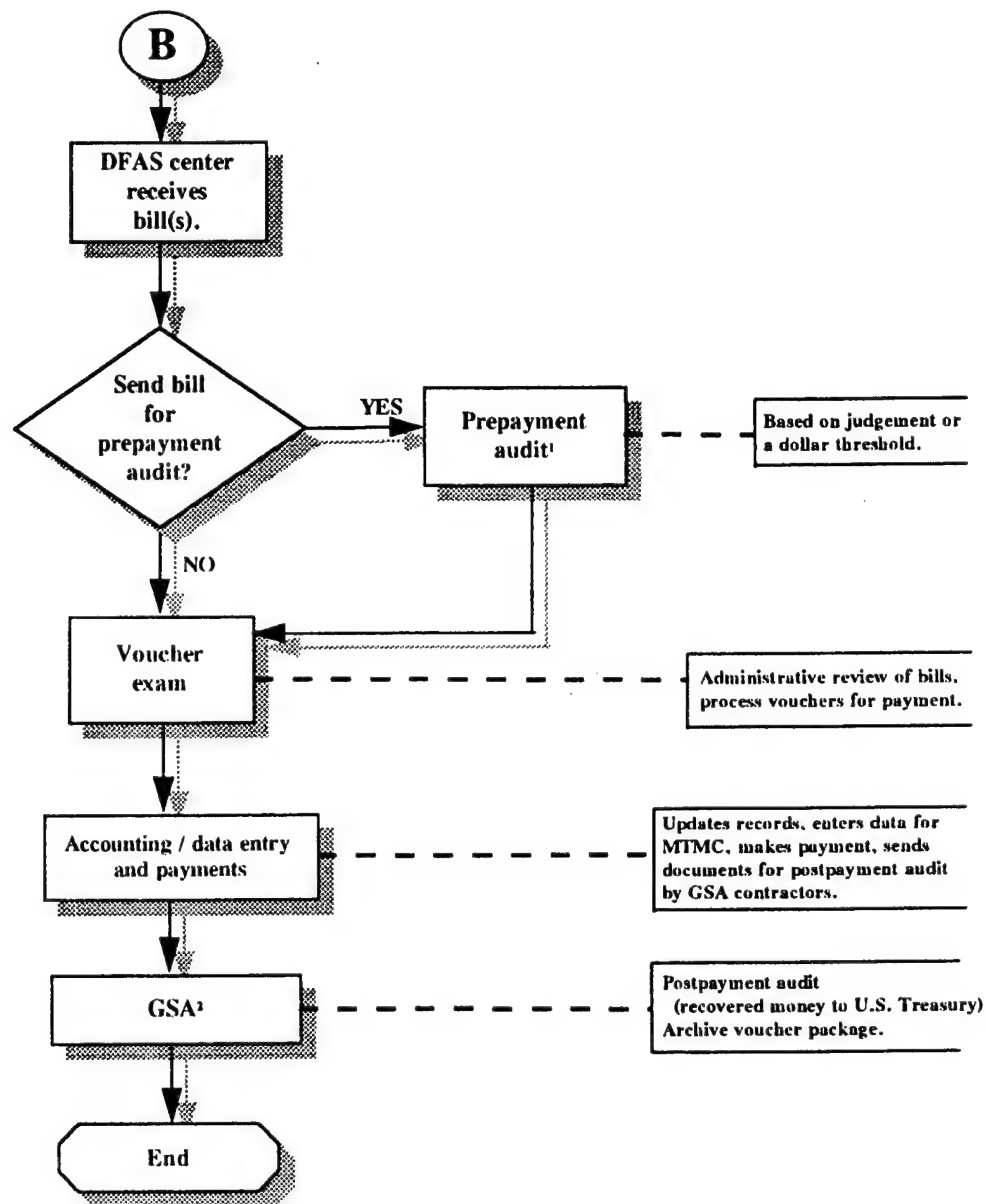 B
DFAS center
receives
bill(s).
Send bill
for
prepayment
audit?
YES
Prepayment
audit¹
Based on judgement or
a dollar threshold.
NO
Voucher
exam
Administrative review of bills,
process vouchers for payment.
Accounting / data entry
and payments
Updates records, enters data for
MTMC, makes payment, sends
documents for postpayment audit
by GSA contractors.
GSA²
Postpayment audit
(recovered money to U.S. Treasury)
Archive voucher package.
End